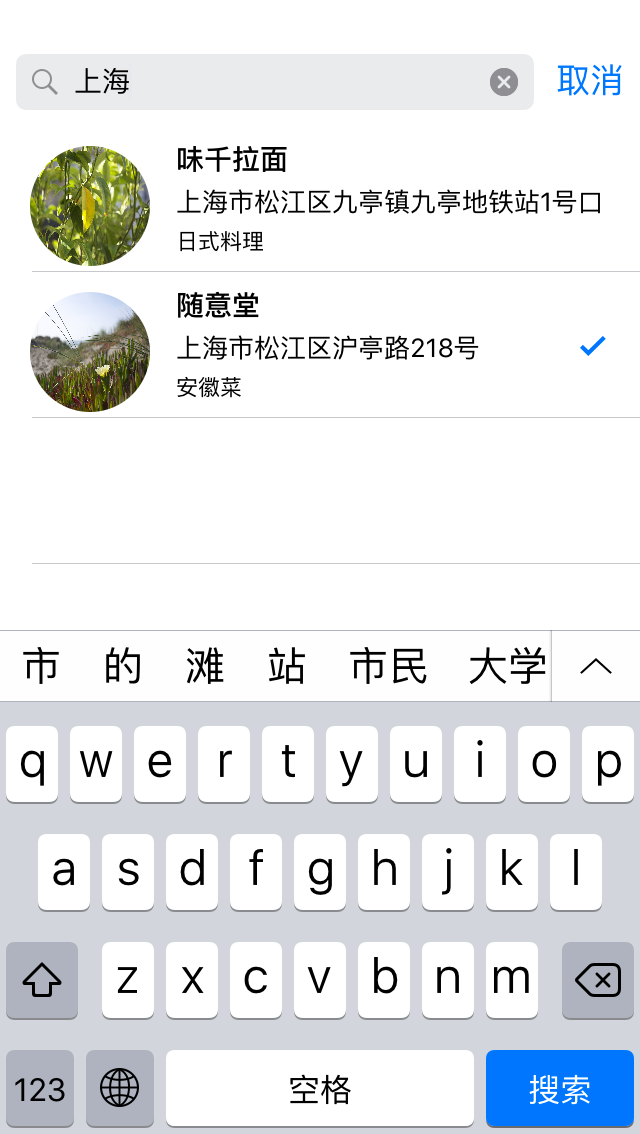 上海 取消
味千拉面
上海市松江区九亭镇九亭地铁站1号口
日式料理
随意堂
上海市松江区沪亭路218号
安徽菜
市 的 滩 站 市民 大学
q w e r t y u i o p
a s d f g h j k l
z x c v b n m
123 空格 搜索